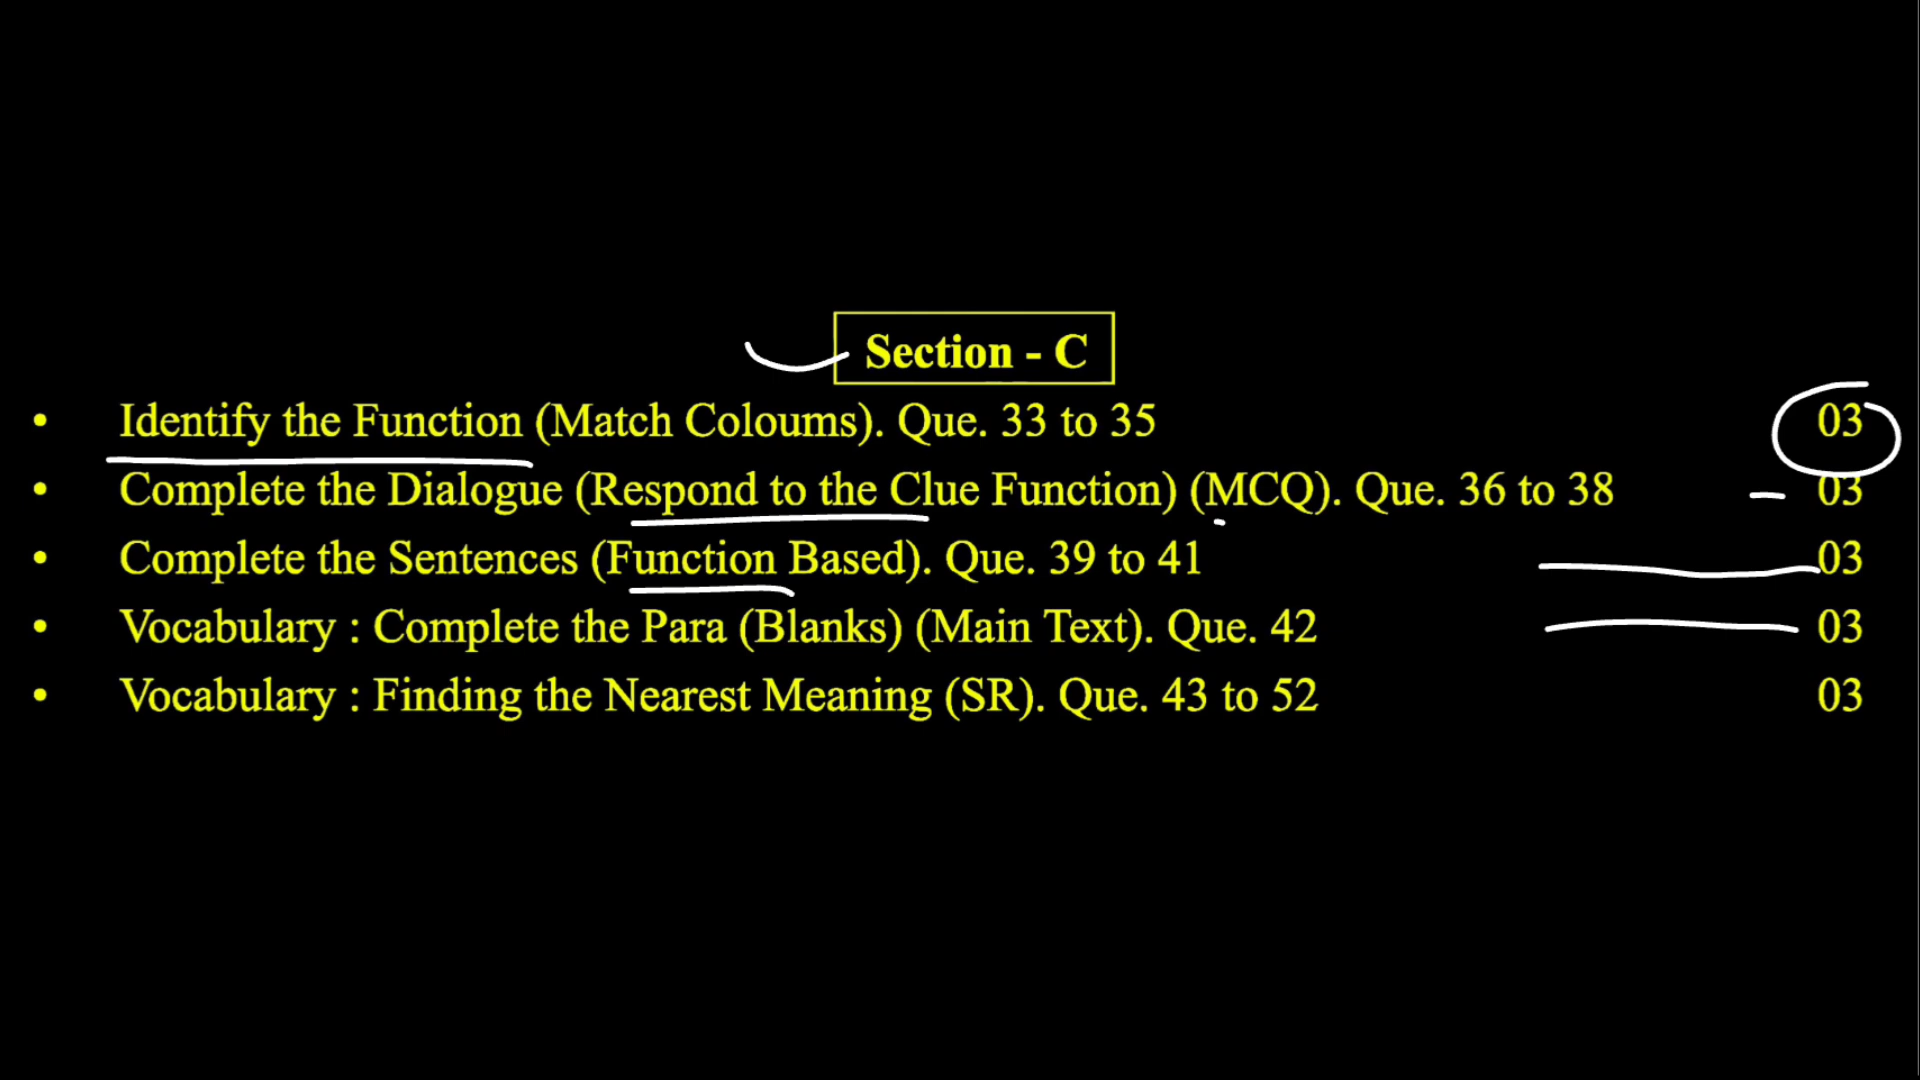 Section - C
• Identify the Function (Match Coloums). Que. 33 to 35 03
• Complete the Dialogue (Respond to the Clue Function) (MCQ). Que. 36 to 38 03
• Complete the Sentences (Function Based). Que. 39 to 41 03
• Vocabulary : Complete the Para (Blanks) (Main Text). Que. 42 03
• Vocabulary : Finding the Nearest Meaning (SR). Que. 43 to 52 03